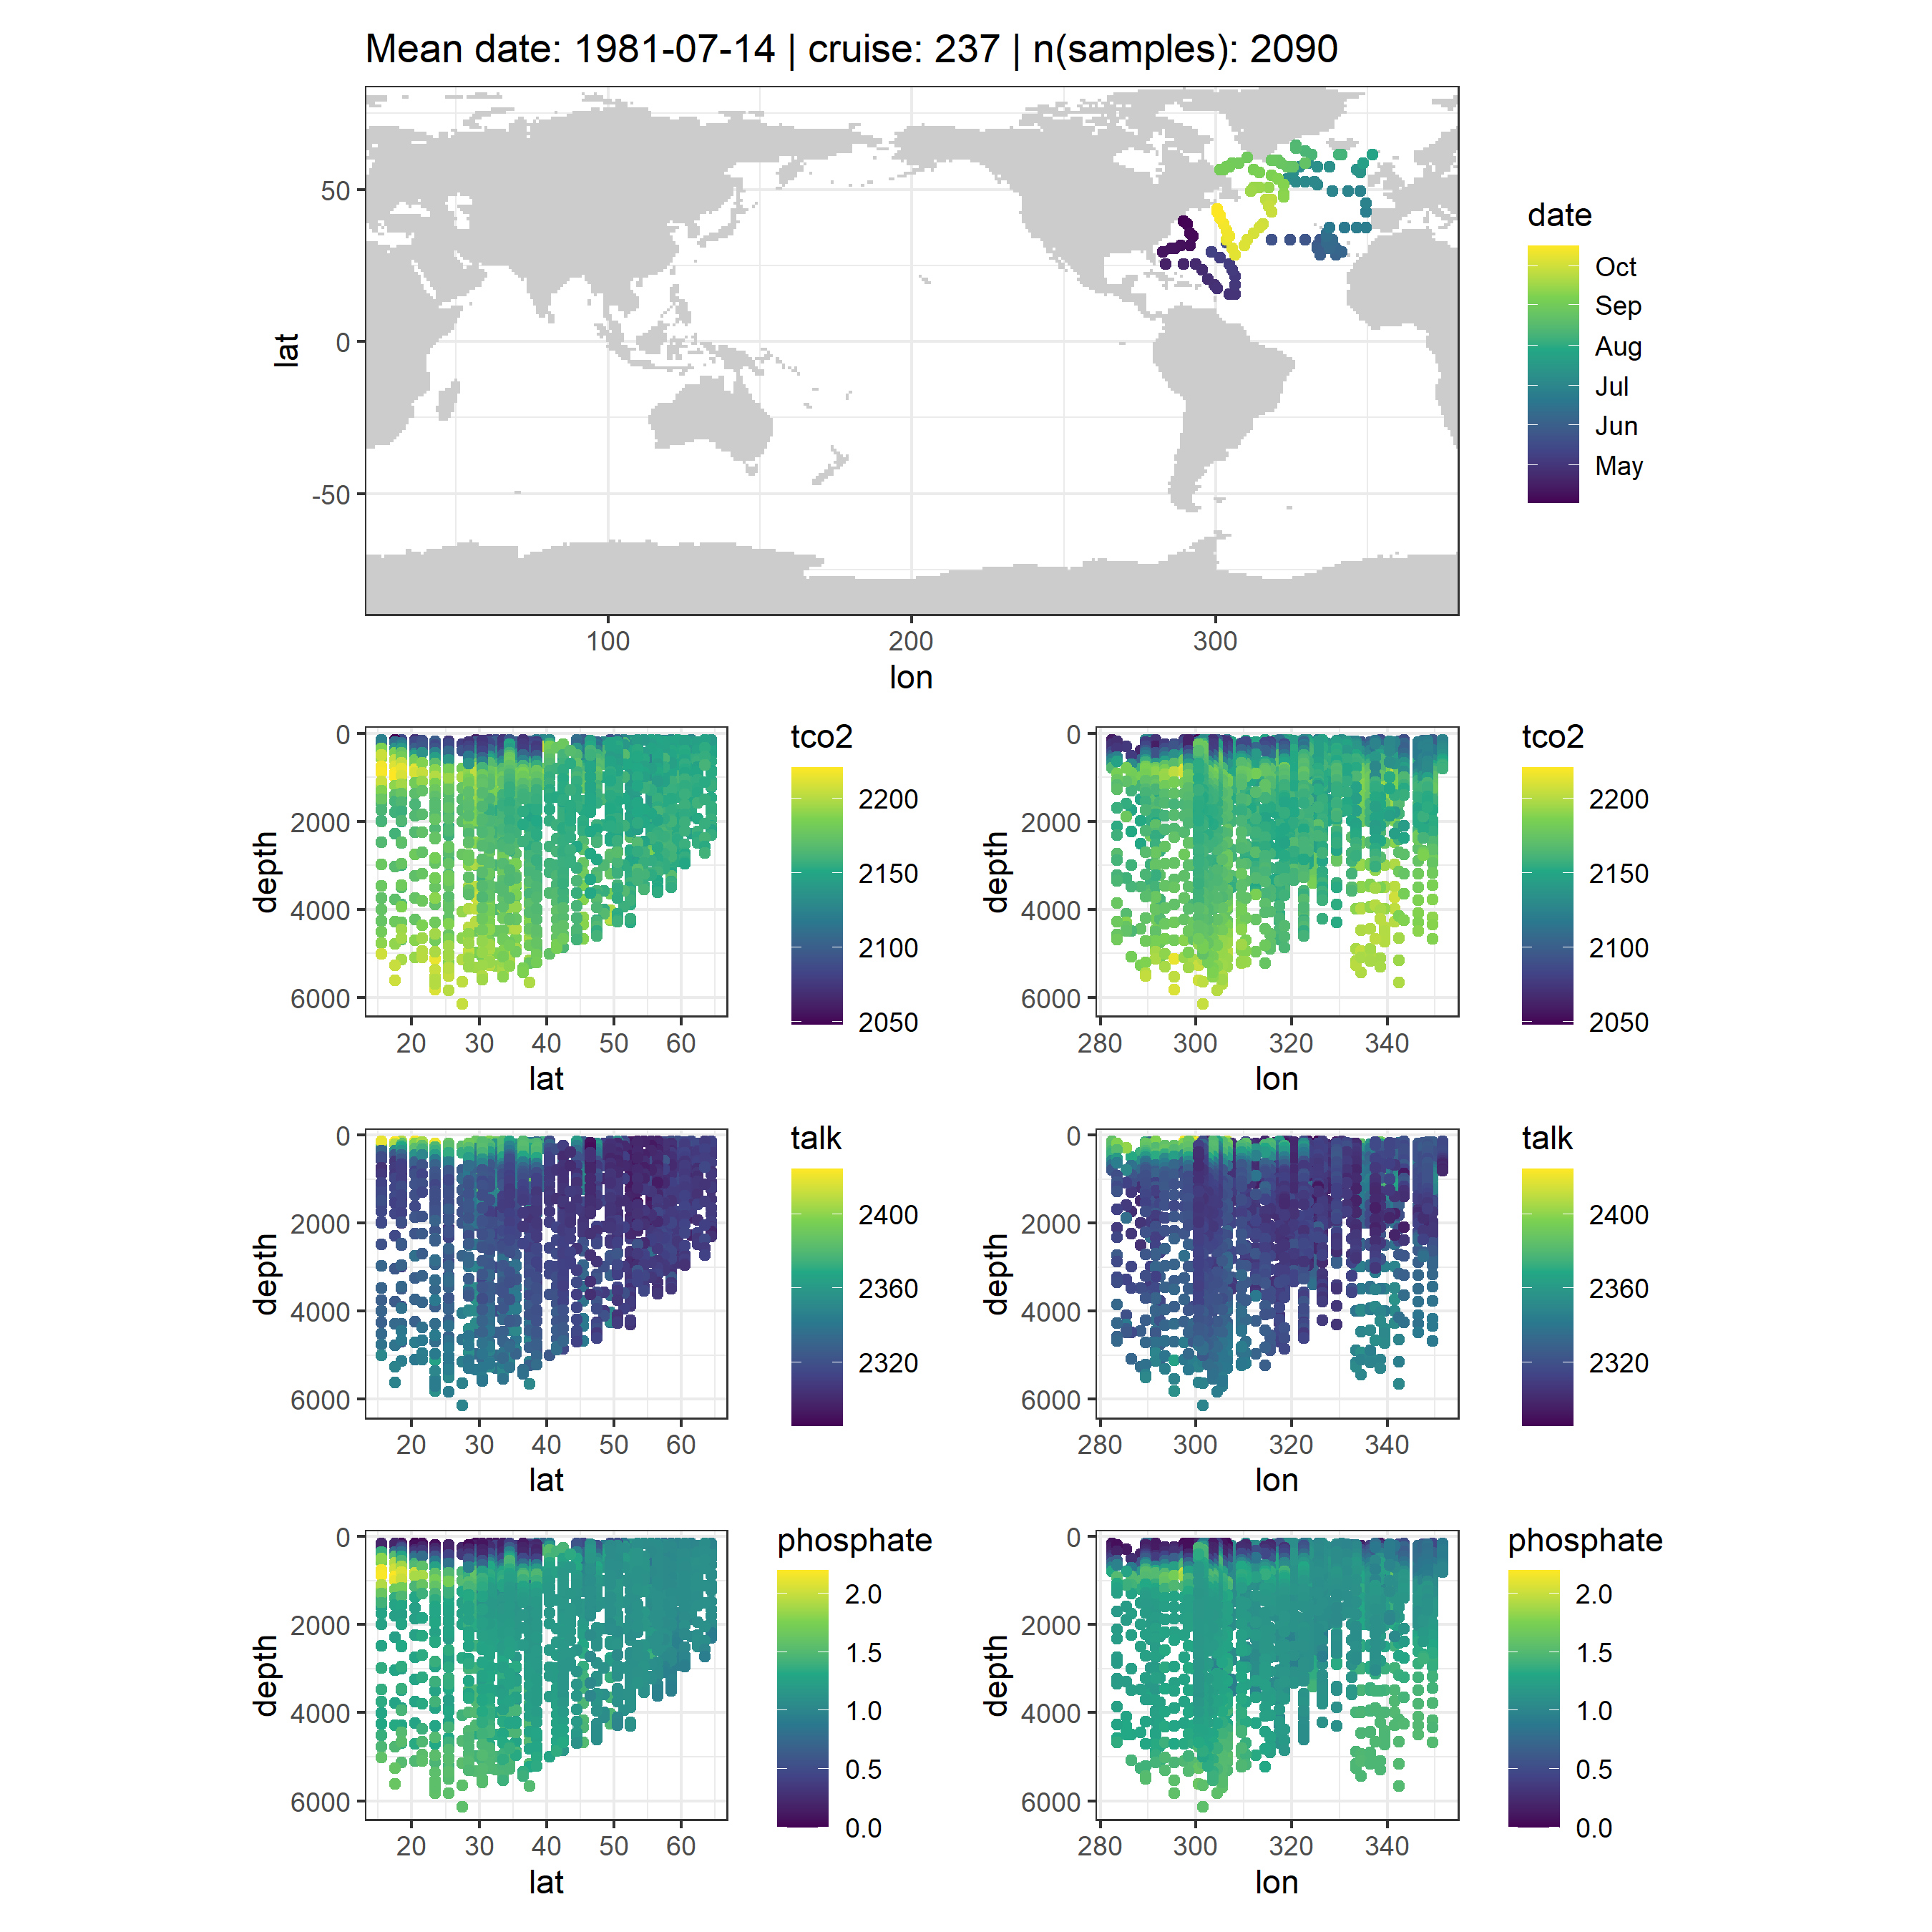 Mean date: 1981-07-14 | cruise: 237 | n(samples): 2090
50
0
-50
lat
100 200 300
lon
date
Oct
Sep
Aug
Jul
Jun
May
0
2000
4000
6000
depth
20 30 40 50 60
lat
tco2
2200
2150
2100
2050
0
2000
4000
6000
depth
280 300 320 340
lon
tco2
2200
2150
2100
2050
0
2000
4000
6000
depth
20 30 40 50 60
lat
talk
2400
2360
2320
0
2000
4000
6000
depth
280 300 320 340
lon
talk
2400
2360
2320
0
2000
4000
6000
depth
20 30 40 50 60
lat
phosphate
2.0
1.5
1.0
0.5
0.0
0
2000
4000
6000
depth
280 300 320 340
lon
phosphate
2.0
1.5
1.0
0.5
0.0